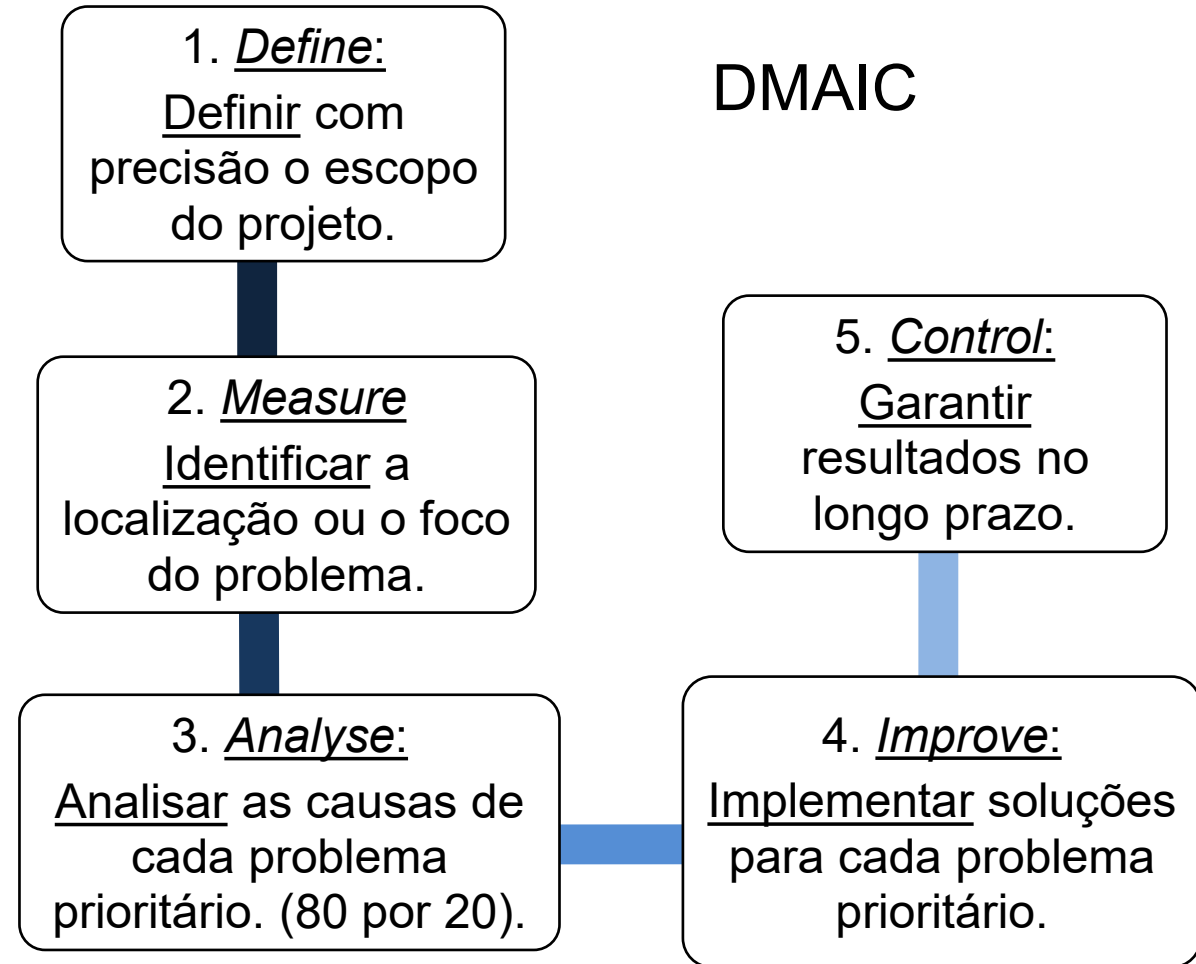 DMAIC
1. Define:
Definir com
precisão o escopo
do projeto.
2. Measure
Identificar a
localização ou o foco
do problema.
3. Analyse:
Analisar as causas de
cada problema
prioritário. (80 por 20).
4. Improve:
Implementar soluções
para cada problema
prioritário.
5. Control:
Garantir
resultados no
longo prazo.